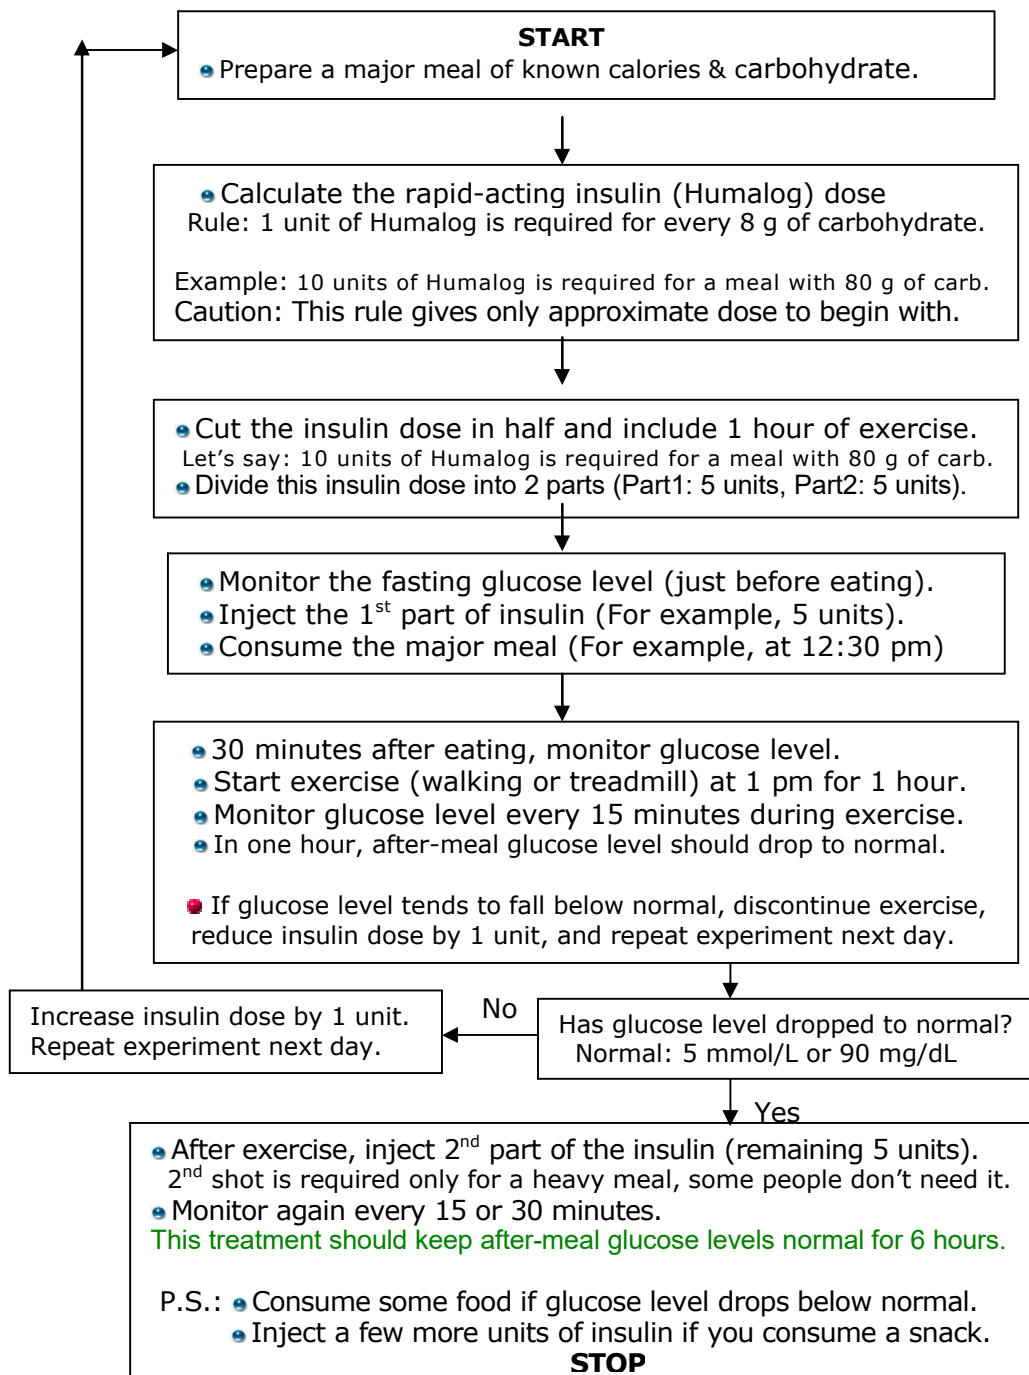 START
Prepare a major meal of known calories & carbohydrate.
Calculate the rapid-acting insulin (Humalog) dose
Rule: 1 unit of Humalog is required for every 8 g of carbohydrate.
Example: 10 units of Humalog is required for a meal with 80 g of carb.
Caution: This rule gives only approximate dose to begin with.
Cut the insulin dose in half and include 1 hour of exercise.
Let's say: 10 units of Humalog is required for a meal with 80 g of carb.
Divide this insulin dose into 2 parts (Part1: 5 units, Part2: 5 units).
Monitor the fasting glucose level (just before eating).
Inject the 1st part of insulin (For example, 5 units).
Consume the major meal (For example, at 12:30 pm)
30 minutes after eating, monitor glucose level.
Start exercise (walking or treadmill) at 1 pm for 1 hour.
Monitor glucose level every 15 minutes during exercise.
In one hour, after-meal glucose level should drop to normal.
If glucose level tends to fall below normal, discontinue exercise,
reduce insulin dose by 1 unit, and repeat experiment next day.
Has glucose level dropped to normal?
Normal: 5 mmol/L or 90 mg/dL
No
Increase insulin dose by 1 unit.
Repeat experiment next day.
Yes
After exercise, inject 2nd part of the insulin (remaining 5 units).
2nd shot is required only for a heavy meal, some people don't need it.
Monitor again every 15 or 30 minutes.
This treatment should keep after-meal glucose levels normal for 6 hours.
P.S.: Consume some food if glucose level drops below normal.
Inject a few more units of insulin if you consume a snack.
STOP